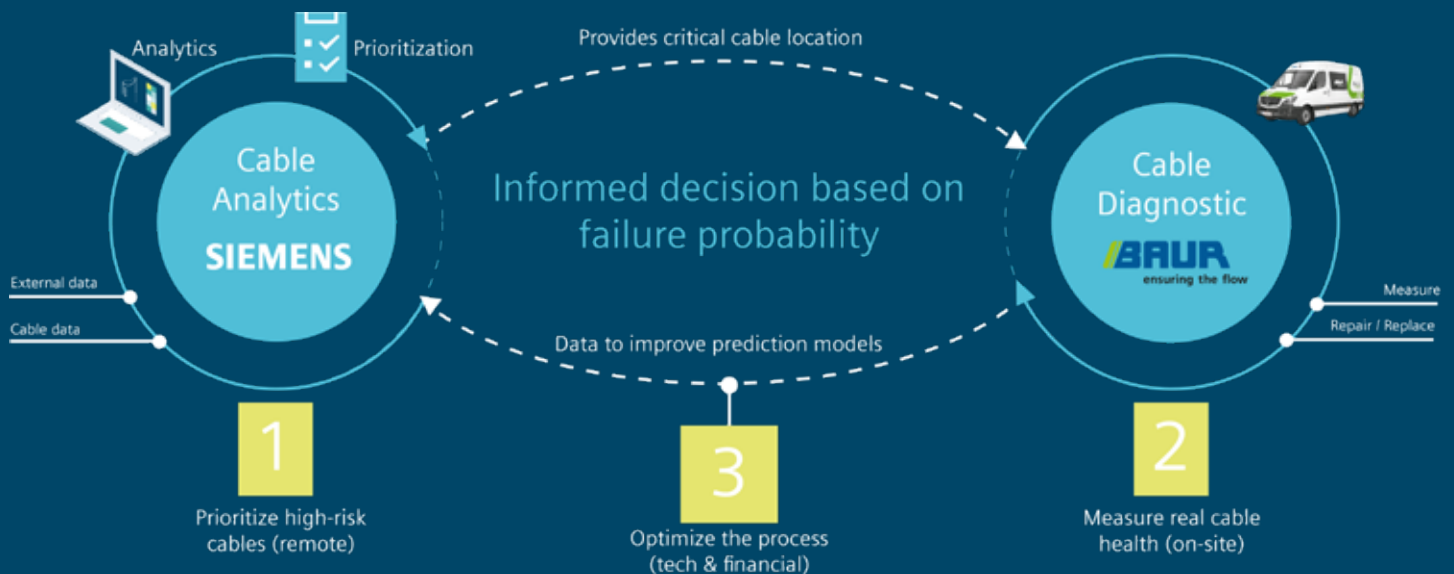 Analytics
Prioritization
Provides critical cable location
Cable
Analytics
SIEMENS
Informed decision based on
failure probability
Cable
Diagnostic
BAUR
ensuring the flow
External data
Cable data
Measure
Repair / Replace
Data to improve prediction models
1
Prioritize high-risk
cables (remote)
3
Optimize the process
(tech & financial)
2
Measure real cable
health (on-site)